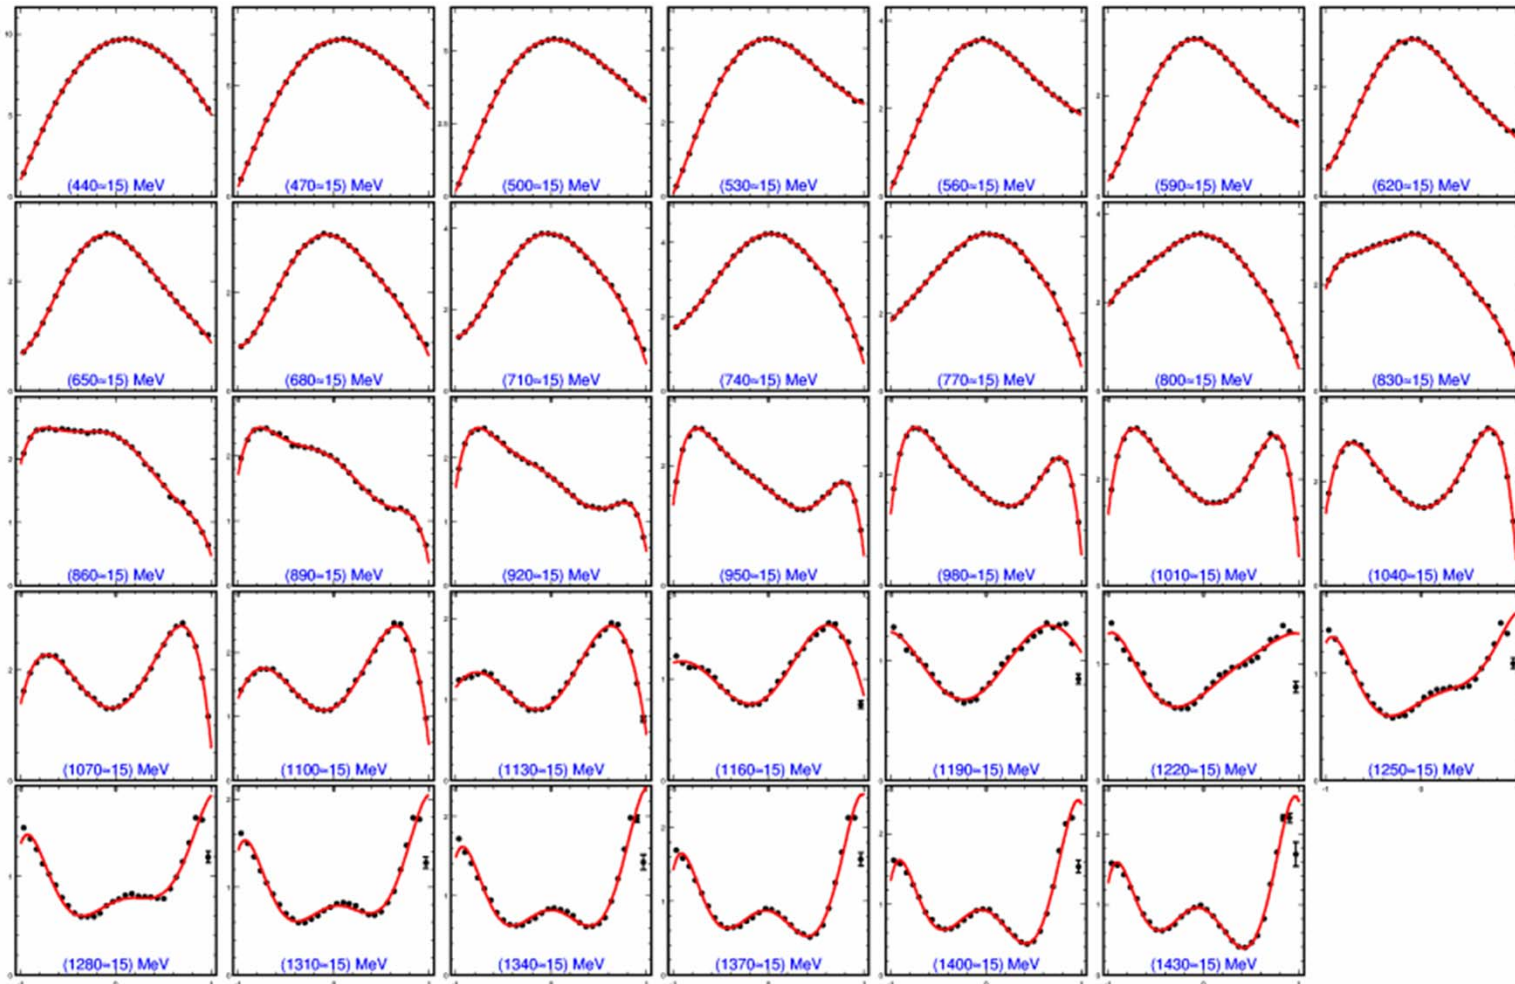 (440≃15) MeV
(470≃15) MeV
(500≃15) MeV
(530≃15) MeV
(560≃15) MeV
(590≃15) MeV
(620≃15) MeV
(650≃15) MeV
(680≃15) MeV
(710≃15) MeV
(740≃15) MeV
(770≃15) MeV
(800≃15) MeV
(830≃15) MeV
(860≃15) MeV
(890≃15) MeV
(920≃15) MeV
(950≃15) MeV
(980≃15) MeV
(1010≃15) MeV
(1040≃15) MeV
(1070≃15) MeV
(1100≃15) MeV
(1130≃15) MeV
(1160≃15) MeV
(1190≃15) MeV
(1220≃15) MeV
(1250≃15) MeV
(1280≃15) MeV
(1310≃15) MeV
(1340≃15) MeV
(1370≃15) MeV
(1400≃15) MeV
(1430≃15) MeV